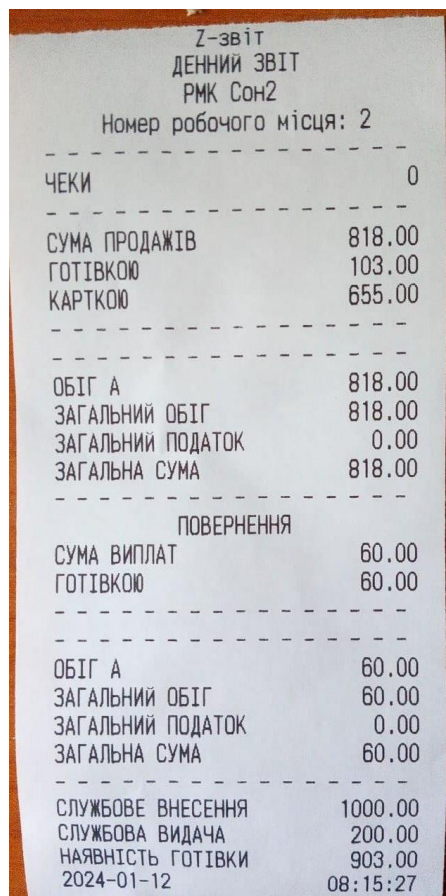 Z-звіт
ДЕННИЙ ЗВІТ
РМК Сон2
Номер робочого місця: 2
- - - - - - - - - - - - - - - -
ЧЕКИ 0
- - - - - - - - - - - - - - - -
СУМА ПРОДАЖІВ 818.00
ГОТІВКОЮ 103.00
КАРТКОЮ 655.00
- - - - - - - - - - - - - - - -
- - - - - - - - - - - - - - - -
ОБІГ А 818.00
ЗАГАЛЬНИЙ ОБІГ 818.00
ЗАГАЛЬНИЙ ПОДАТОК 0.00
ЗАГАЛЬНА СУМА 818.00
- - - - - - - - - - - - - - - -
ПОВЕРНЕННЯ
СУМА ВИПЛАТ 60.00
ГОТІВКОЮ 60.00
- - - - - - - - - - - - - - - -
- - - - - - - - - - - - - - - -
ОБІГ А 60.00
ЗАГАЛЬНИЙ ОБІГ 60.00
ЗАГАЛЬНИЙ ПОДАТОК 0.00
ЗАГАЛЬНА СУМА 60.00
- - - - - - - - - - - - - - - -
СЛУЖБОВЕ ВНЕСЕННЯ 1000.00
СЛУЖБОВА ВИДАЧА 200.00
НАЯВНІСТЬ ГОТІВКИ 903.00
2024-01-12 08:15:27